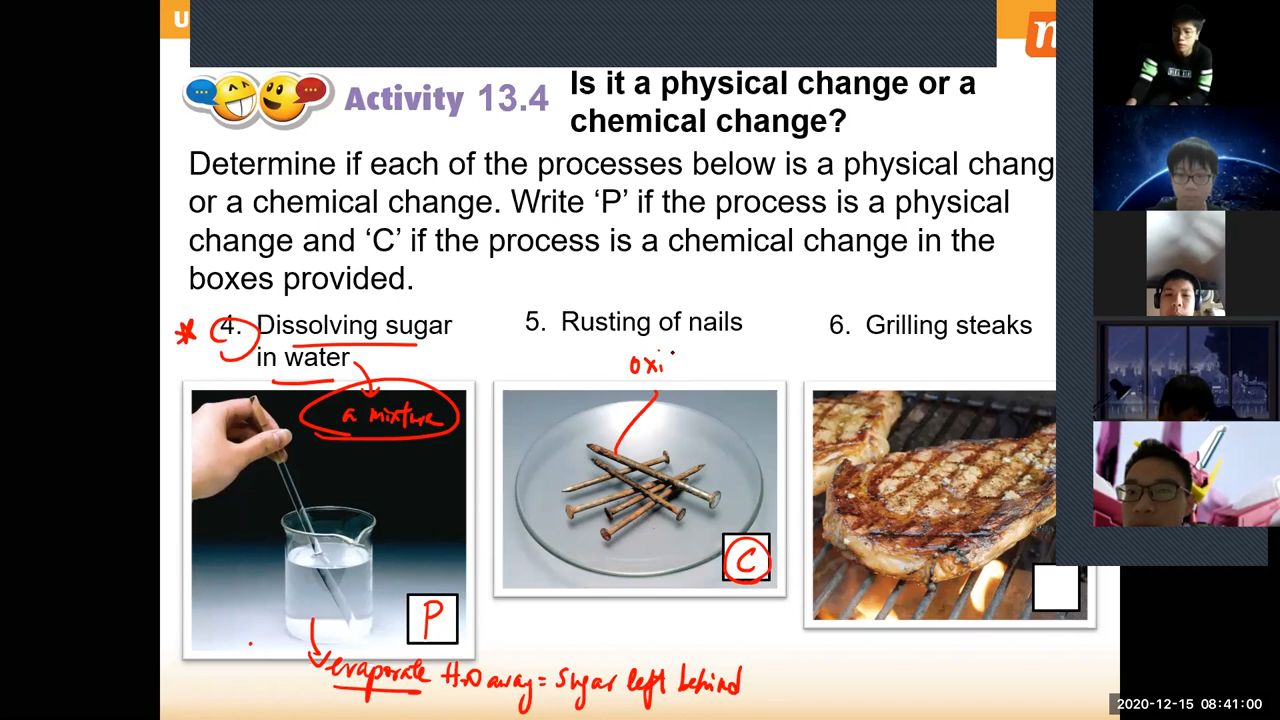 U
Activity 13.4
Is it a physical change or a
chemical change?
Determine if each of the processes below is a physical chang
or a chemical change. Write ‘P’ if the process is a physical
change and ‘C’ if the process is a chemical change in the
boxes provided.
4. Dissolving sugar
in water
5. Rusting of nails
6. Grilling steaks
oxi
a mixture
C
P
evaporate H2O away = sugar left behind
2020-12-15 08:41:00